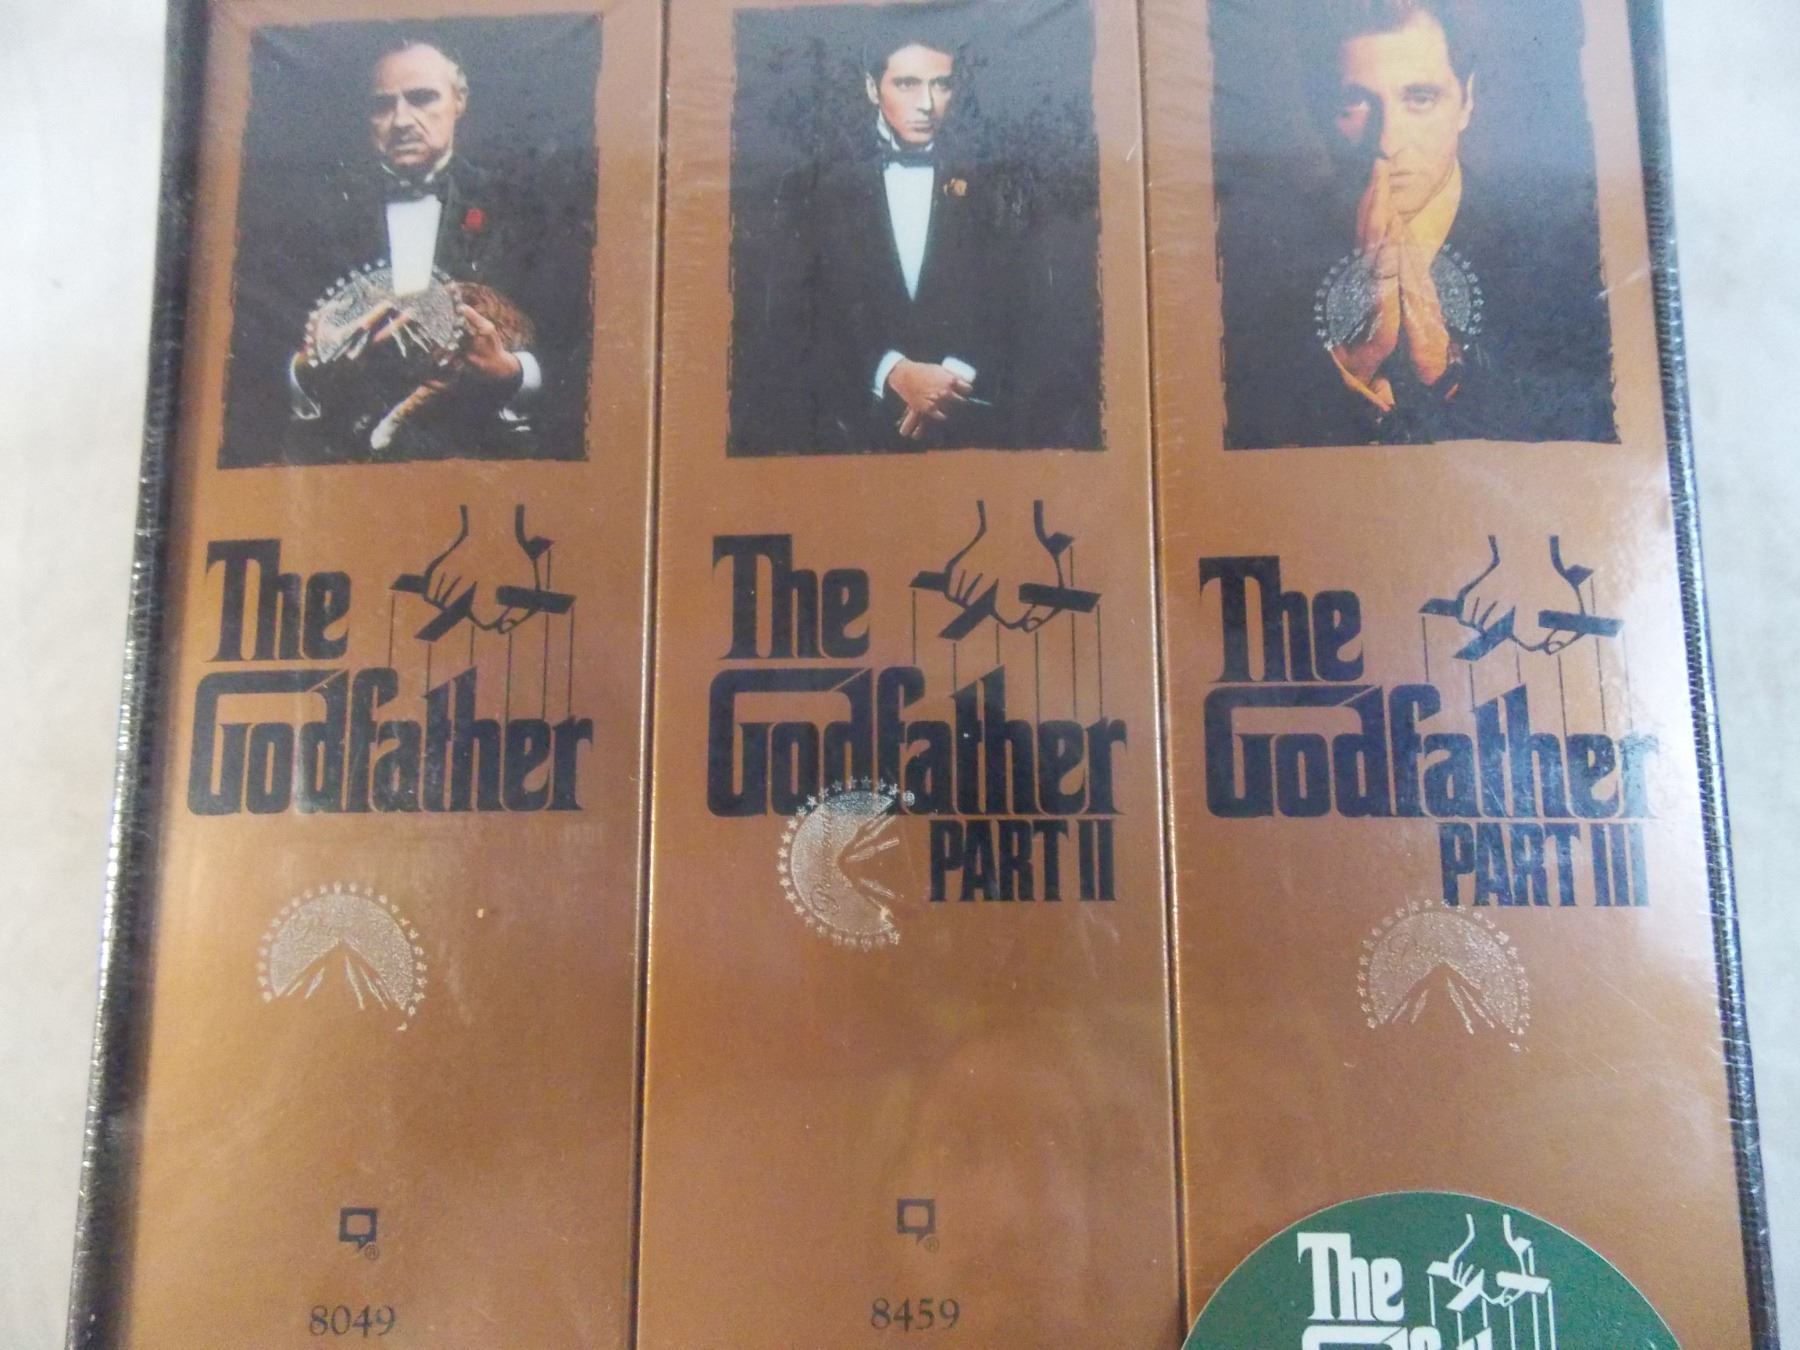 The
Godfather
8049
The
Godfather
PART II
®
8459
The
Godfather
PART III
The